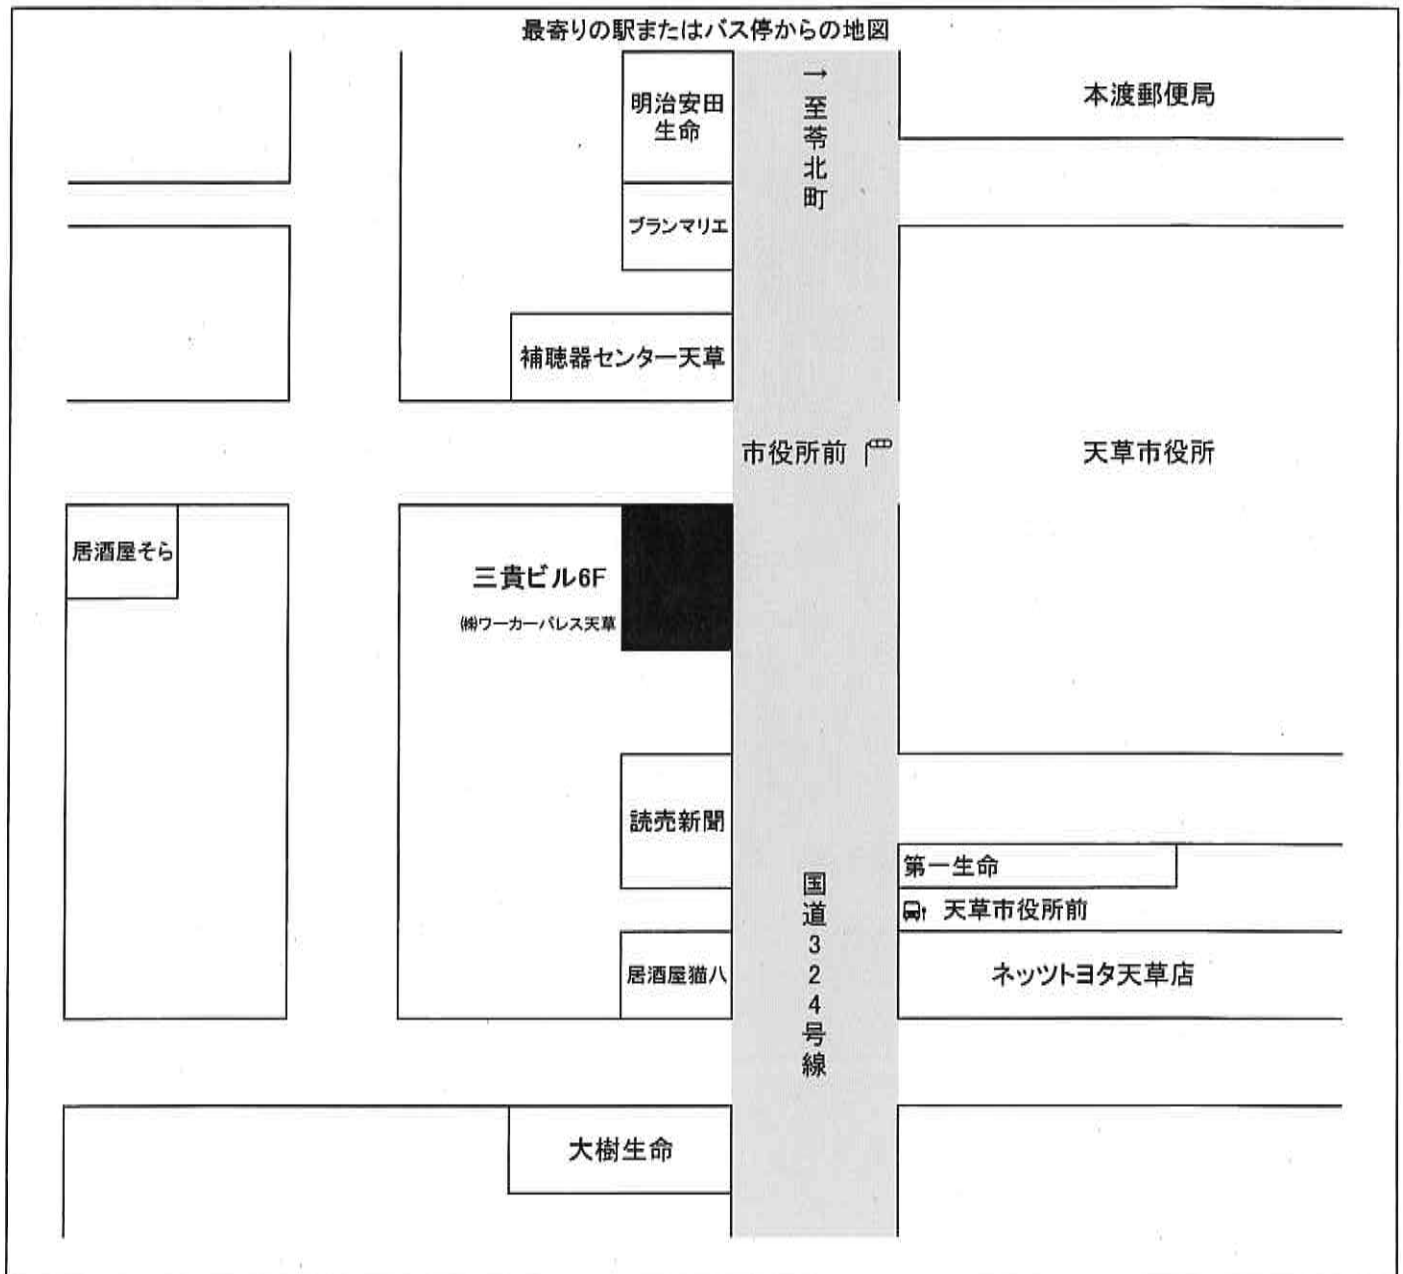 最寄りの駅またはバス停からの地図
明治安田
生命
→至苓北町
本渡郵便局
ブランマリエ
補聴器センター天草
市役所前
天草市役所
居酒屋そら
三貴ビル6F
㈱ワーカーパレス天草
読売新聞
国道324号線
第一生命
天草市役所前
居酒屋猫八
ネッツトヨタ天草店
大樹生命